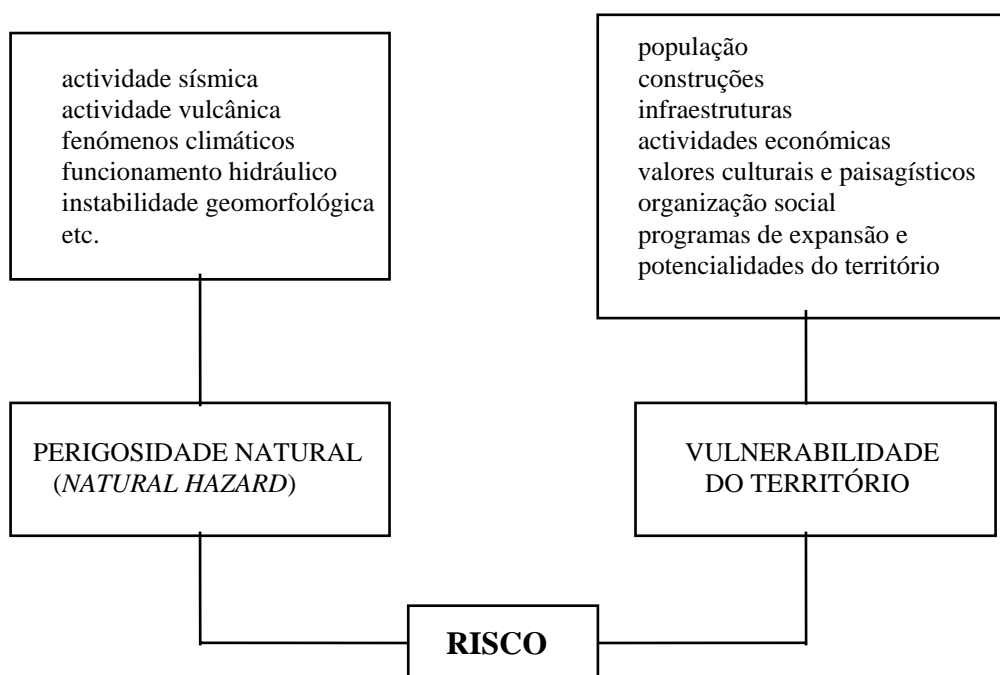 actividade sísmica
actividade vulcânica
fenómenos climáticos
funcionamento hidráulico
instabilidade geomorfológica
etc.
população
construções
infraestruturas
actividades económicas
valores culturais e paisagísticos
organização social
programas de expansão e
potencialidades do território
PERIGOSIDADE NATURAL
(NATURAL HAZARD)
VULNERABILIDADE
DO TERRITÓRIO
RISCO